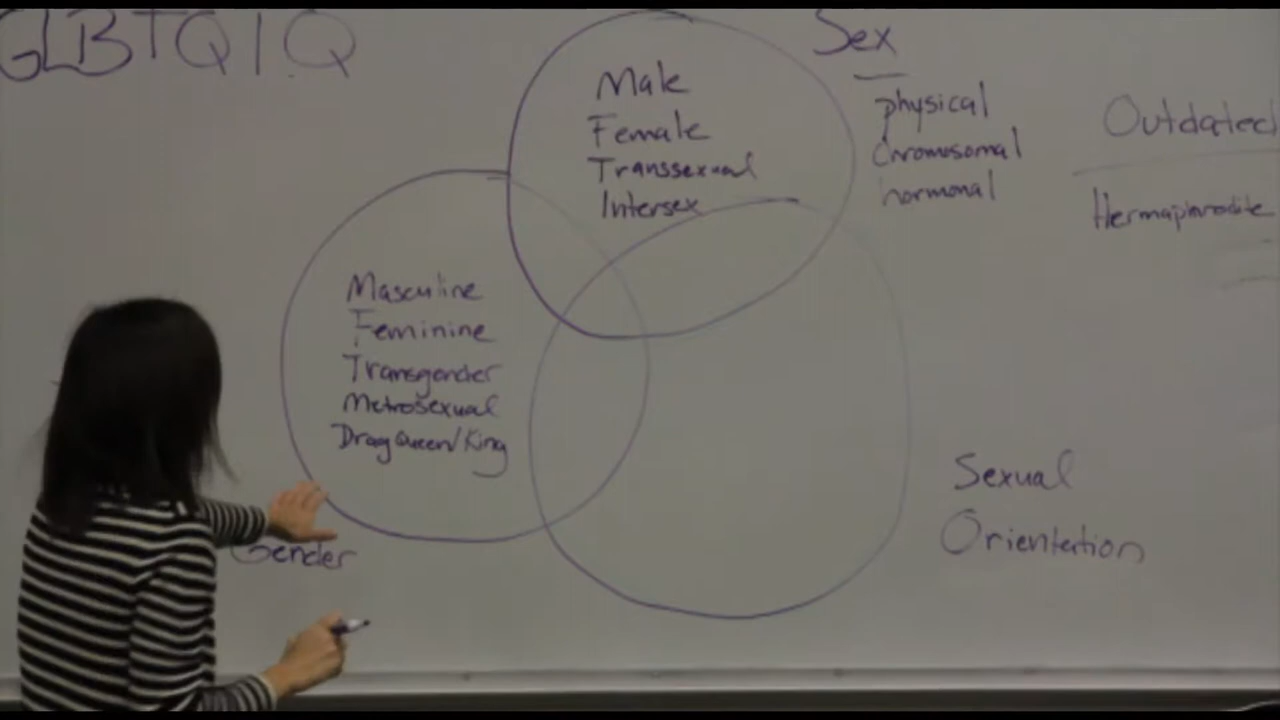 GLBTQIQ
Sex
physical
Chromosomal
hormonal
Outdated
Hermaphrodite
Male
Female
Transsexual
Intersex
Masculine
Feminine
Transgender
Metrosexual
Drag Queen/King
Gender
Sexual
Orientation